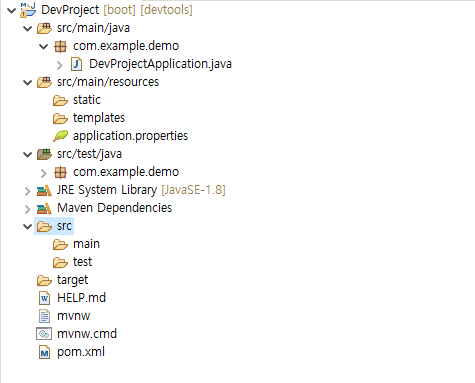 DevProject [boot] [devtools]
src/main/java
com.example.demo
DevProjectApplication.java
src/main/resources
static
templates
application.properties
src/test/java
com.example.demo
JRE System Library [JavaSE-1.8]
Maven Dependencies
src
main
test
target
HELP.md
mvnw
mvnw.cmd
pom.xml